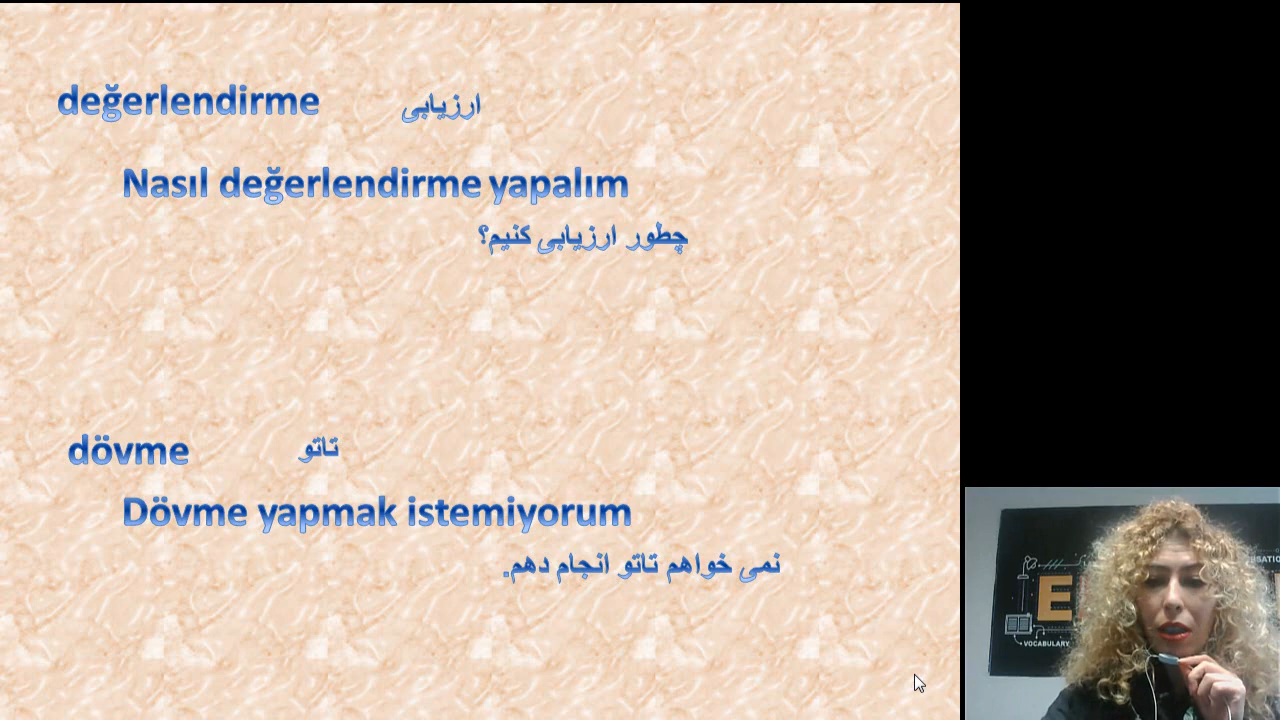 değerlendirme ارزیابی
Nasıl değerlendirme yapalım
چطور ارزیابی کنیم؟
dövme تاتو
Dövme yapmak istemiyorum
نمی خواهم تاتو انجام دهم.
E
VOCABULARY